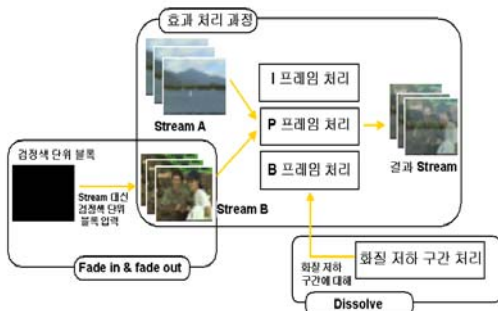 효과 처리 과정
I 프레임 처리
Stream A
P 프레임 처리
B 프레임 처리
결과 Stream
검정색 단위 블록
Stream 대신
검정색 단위
블록 입력
Stream B
Fade in & fade out
화질 저하
구간에 대해
화질 저하 구간 처리
Dissolve